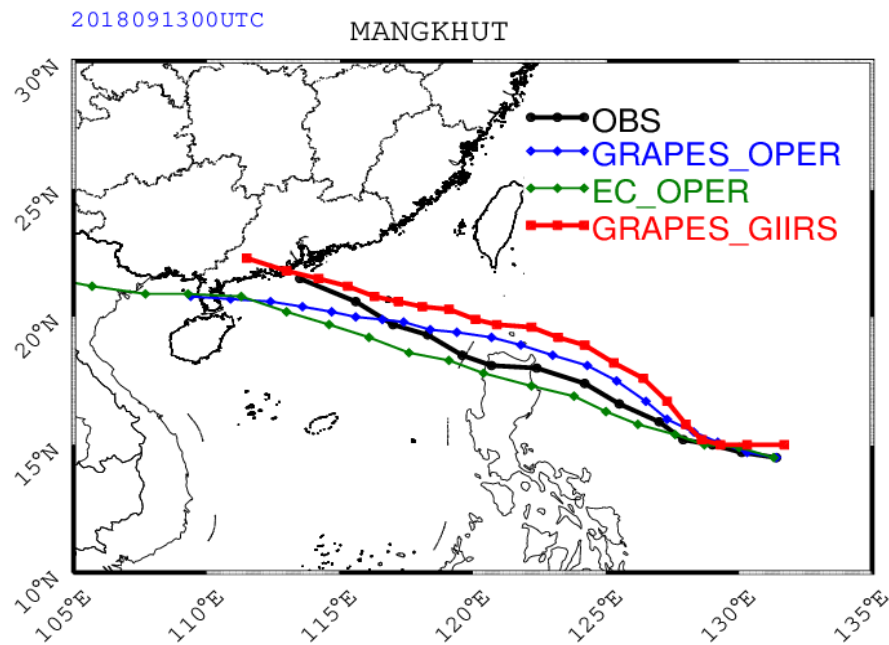 2018091300UTC
MANGKHUT
OBS
GRAPES_OPER
EC_OPER
GRAPES_GIIRS
30°N
25°N
20°N
15°N
10°N
105°E
110°E
115°E
120°E
125°E
130°E
135°E